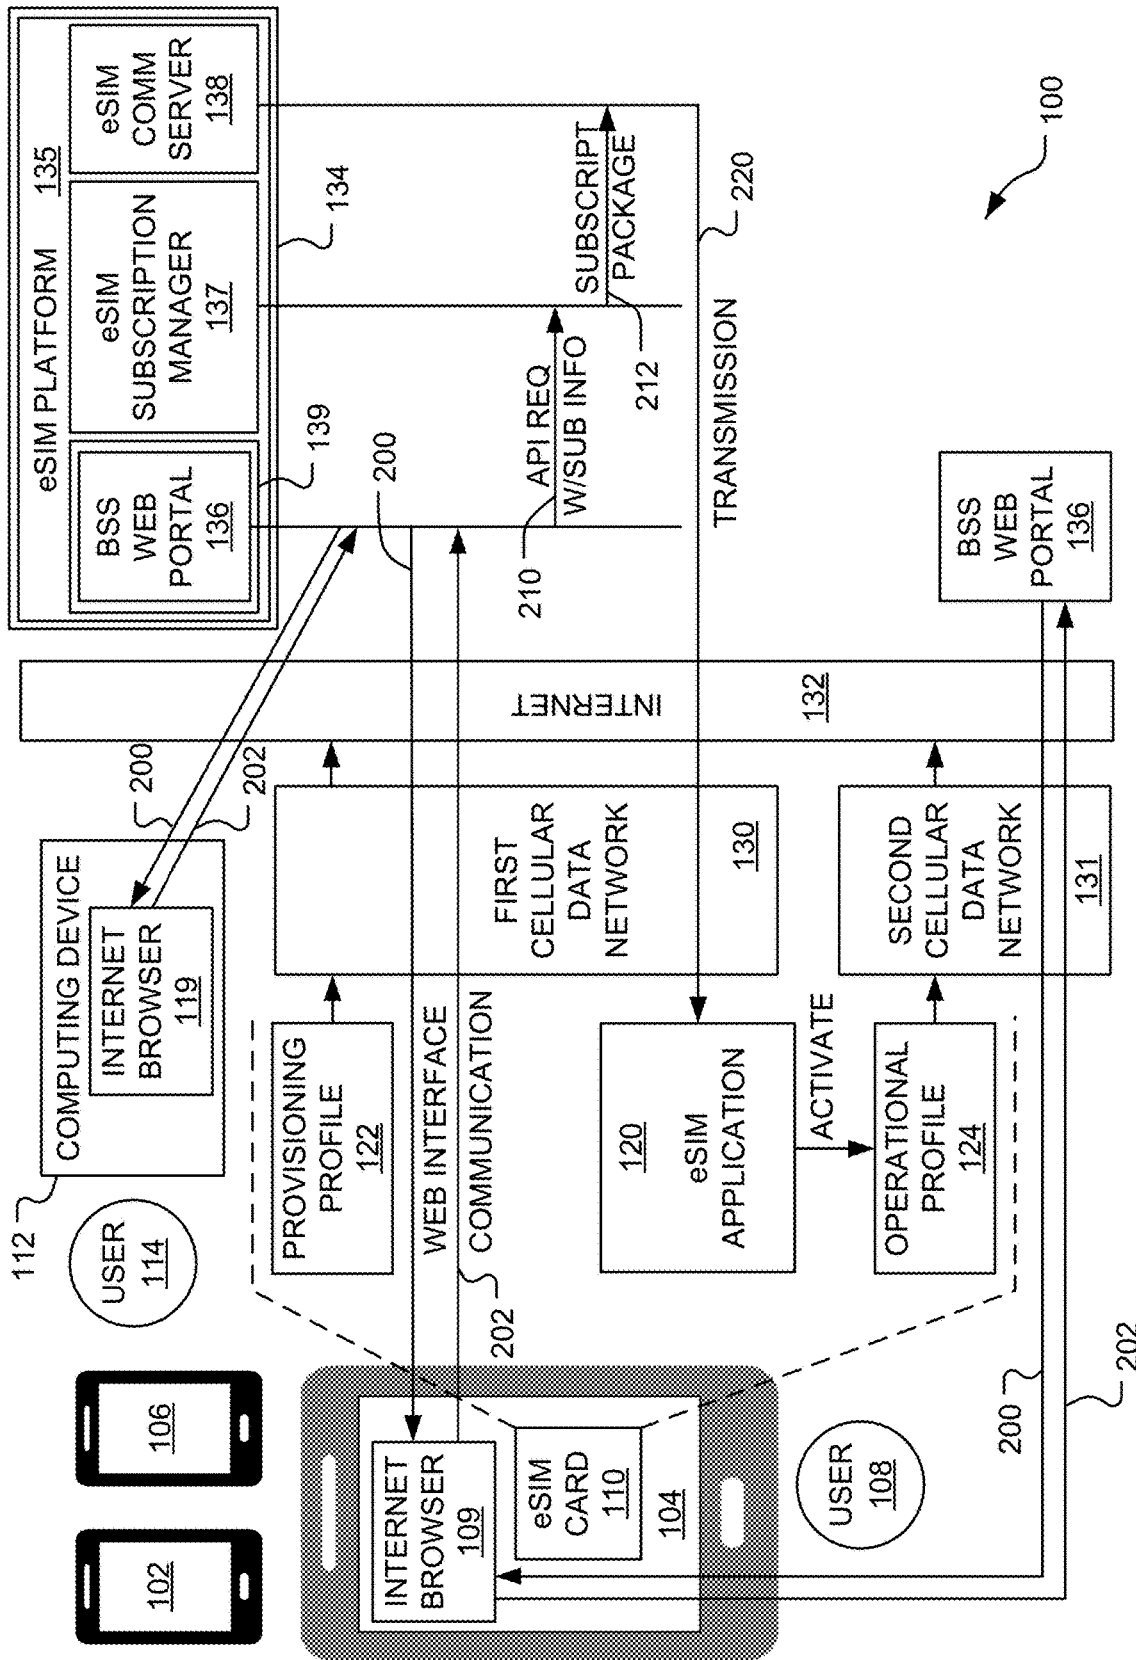 102
106
USER
114
112
COMPUTING DEVICE
INTERNET
BROWSER
119
200
202
eSIM PLATFORM
135
BSS
WEB
PORTAL
136
eSIM
SUBSCRIPTION
MANAGER
137
eSIM
COMM
SERVER
138
139
134
PROVISIONING
PROFILE
122
200
WEB INTERFACE
COMMUNICATION
202
INTERNET
BROWSER
109
eSIM
CARD
110
104
FIRST
CELLULAR
DATA
NETWORK
130
INTERNET
132
210
API REQ
W/SUB INFO
212
SUBSCRIPT
PACKAGE
220
TRANSMISSION
120
eSIM
APPLICATION
ACTIVATE
OPERATIONAL
PROFILE
124
SECOND
CELLULAR
DATA
NETWORK
131
BSS
WEB
PORTAL
136
USER
108
200
202
100